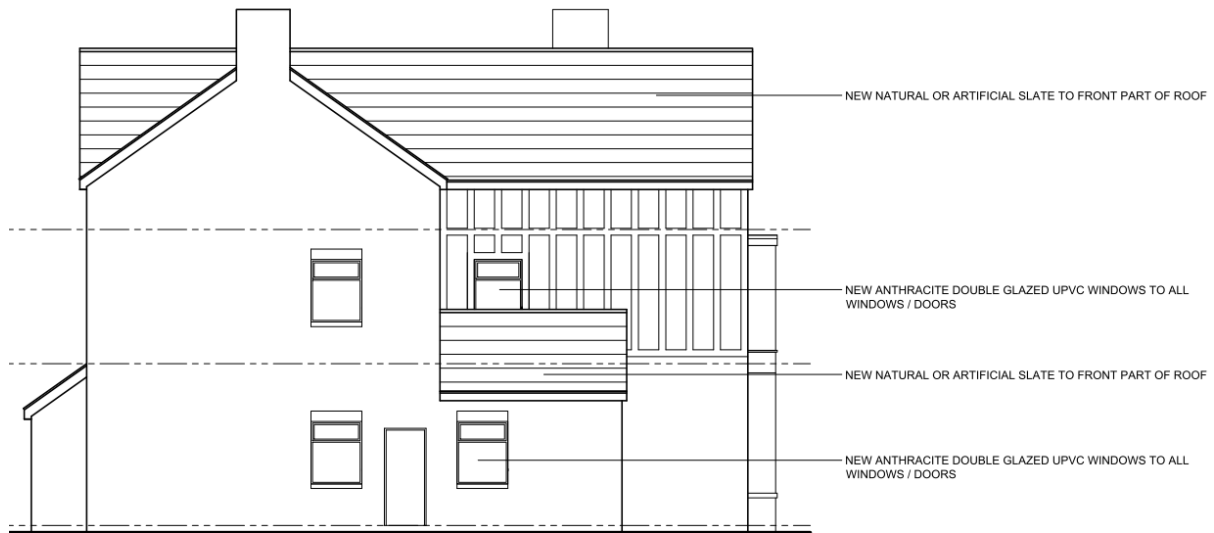 NEW NATURAL OR ARTIFICIAL SLATE TO FRONT PART OF ROOF
NEW ANTHRACITE DOUBLE GLAZED UPVC WINDOWS TO ALL
WINDOWS / DOORS
NEW NATURAL OR ARTIFICIAL SLATE TO FRONT PART OF ROOF
NEW ANTHRACITE DOUBLE GLAZED UPVC WINDOWS TO ALL
WINDOWS / DOORS